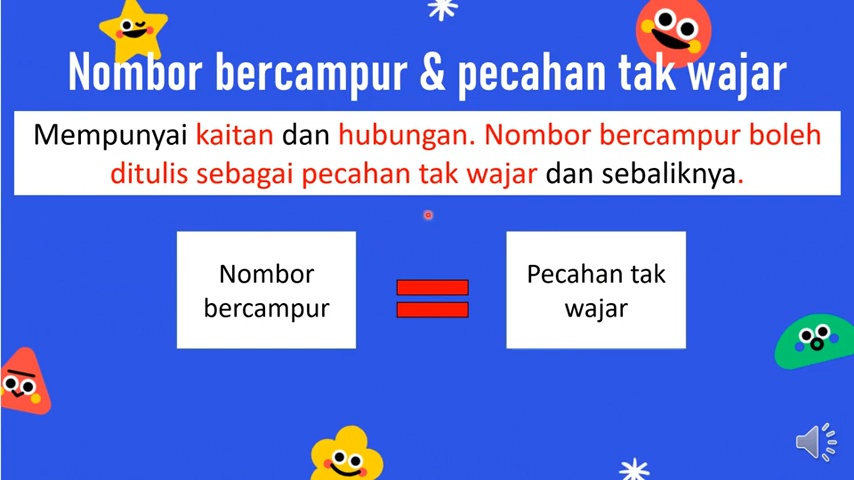 Nombor bercampur & pecahan tak wajar
Mempunyai kaitan dan hubungan. Nombor bercampur boleh
ditulis sebagai pecahan tak wajar dan sebaliknya.
Nombor
bercampur
Pecahan tak
wajar